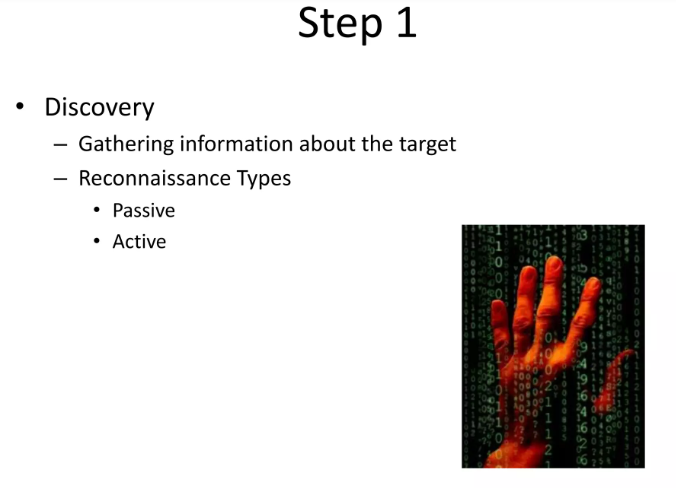 Step 1
• Discovery
– Gathering information about the target
– Reconnaissance Types
• Passive
• Active